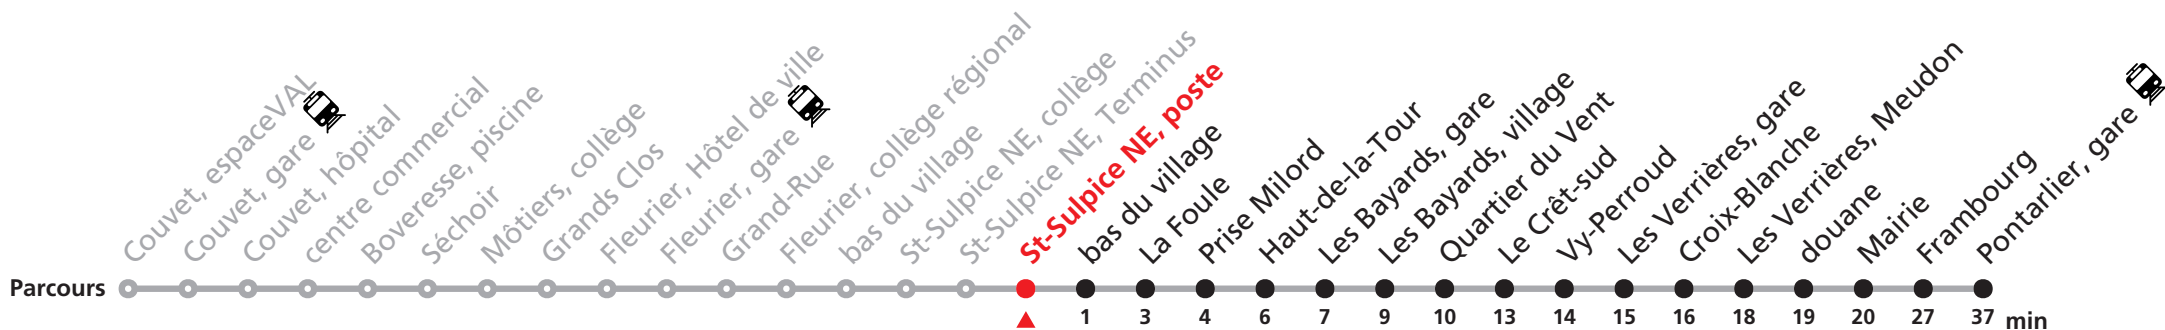 Couvet, espaceVAL
Couvet, gare
Couvet, hôpital
centre commercial
Boveresse, piscine
Séchoir
Môtiers, collège
Grands Clos
Fleurier, Hôtel de ville
Fleurier, gare
Grand-Rue
Fleurier, collège régional
bas du village
St-Sulpice NE, collège
St-Sulpice NE, Terminus
St-Sulpice NE, poste
bas du village
La Foule
Prise Milord
Haut-de-la-Tour
Les Bayards, gare
Les Bayards, village
Quartier du Vent
Le Crêt-sud
Vy-Perroud
Les Verrières, gare
Croix-Blanche
Les Verrières, Meudon
douane
Mairie
Frambourg
Pontarlier, gare
Parcours
1 3 4 6 7 9 10 13 14 15 16 18 19 20 27 37 min